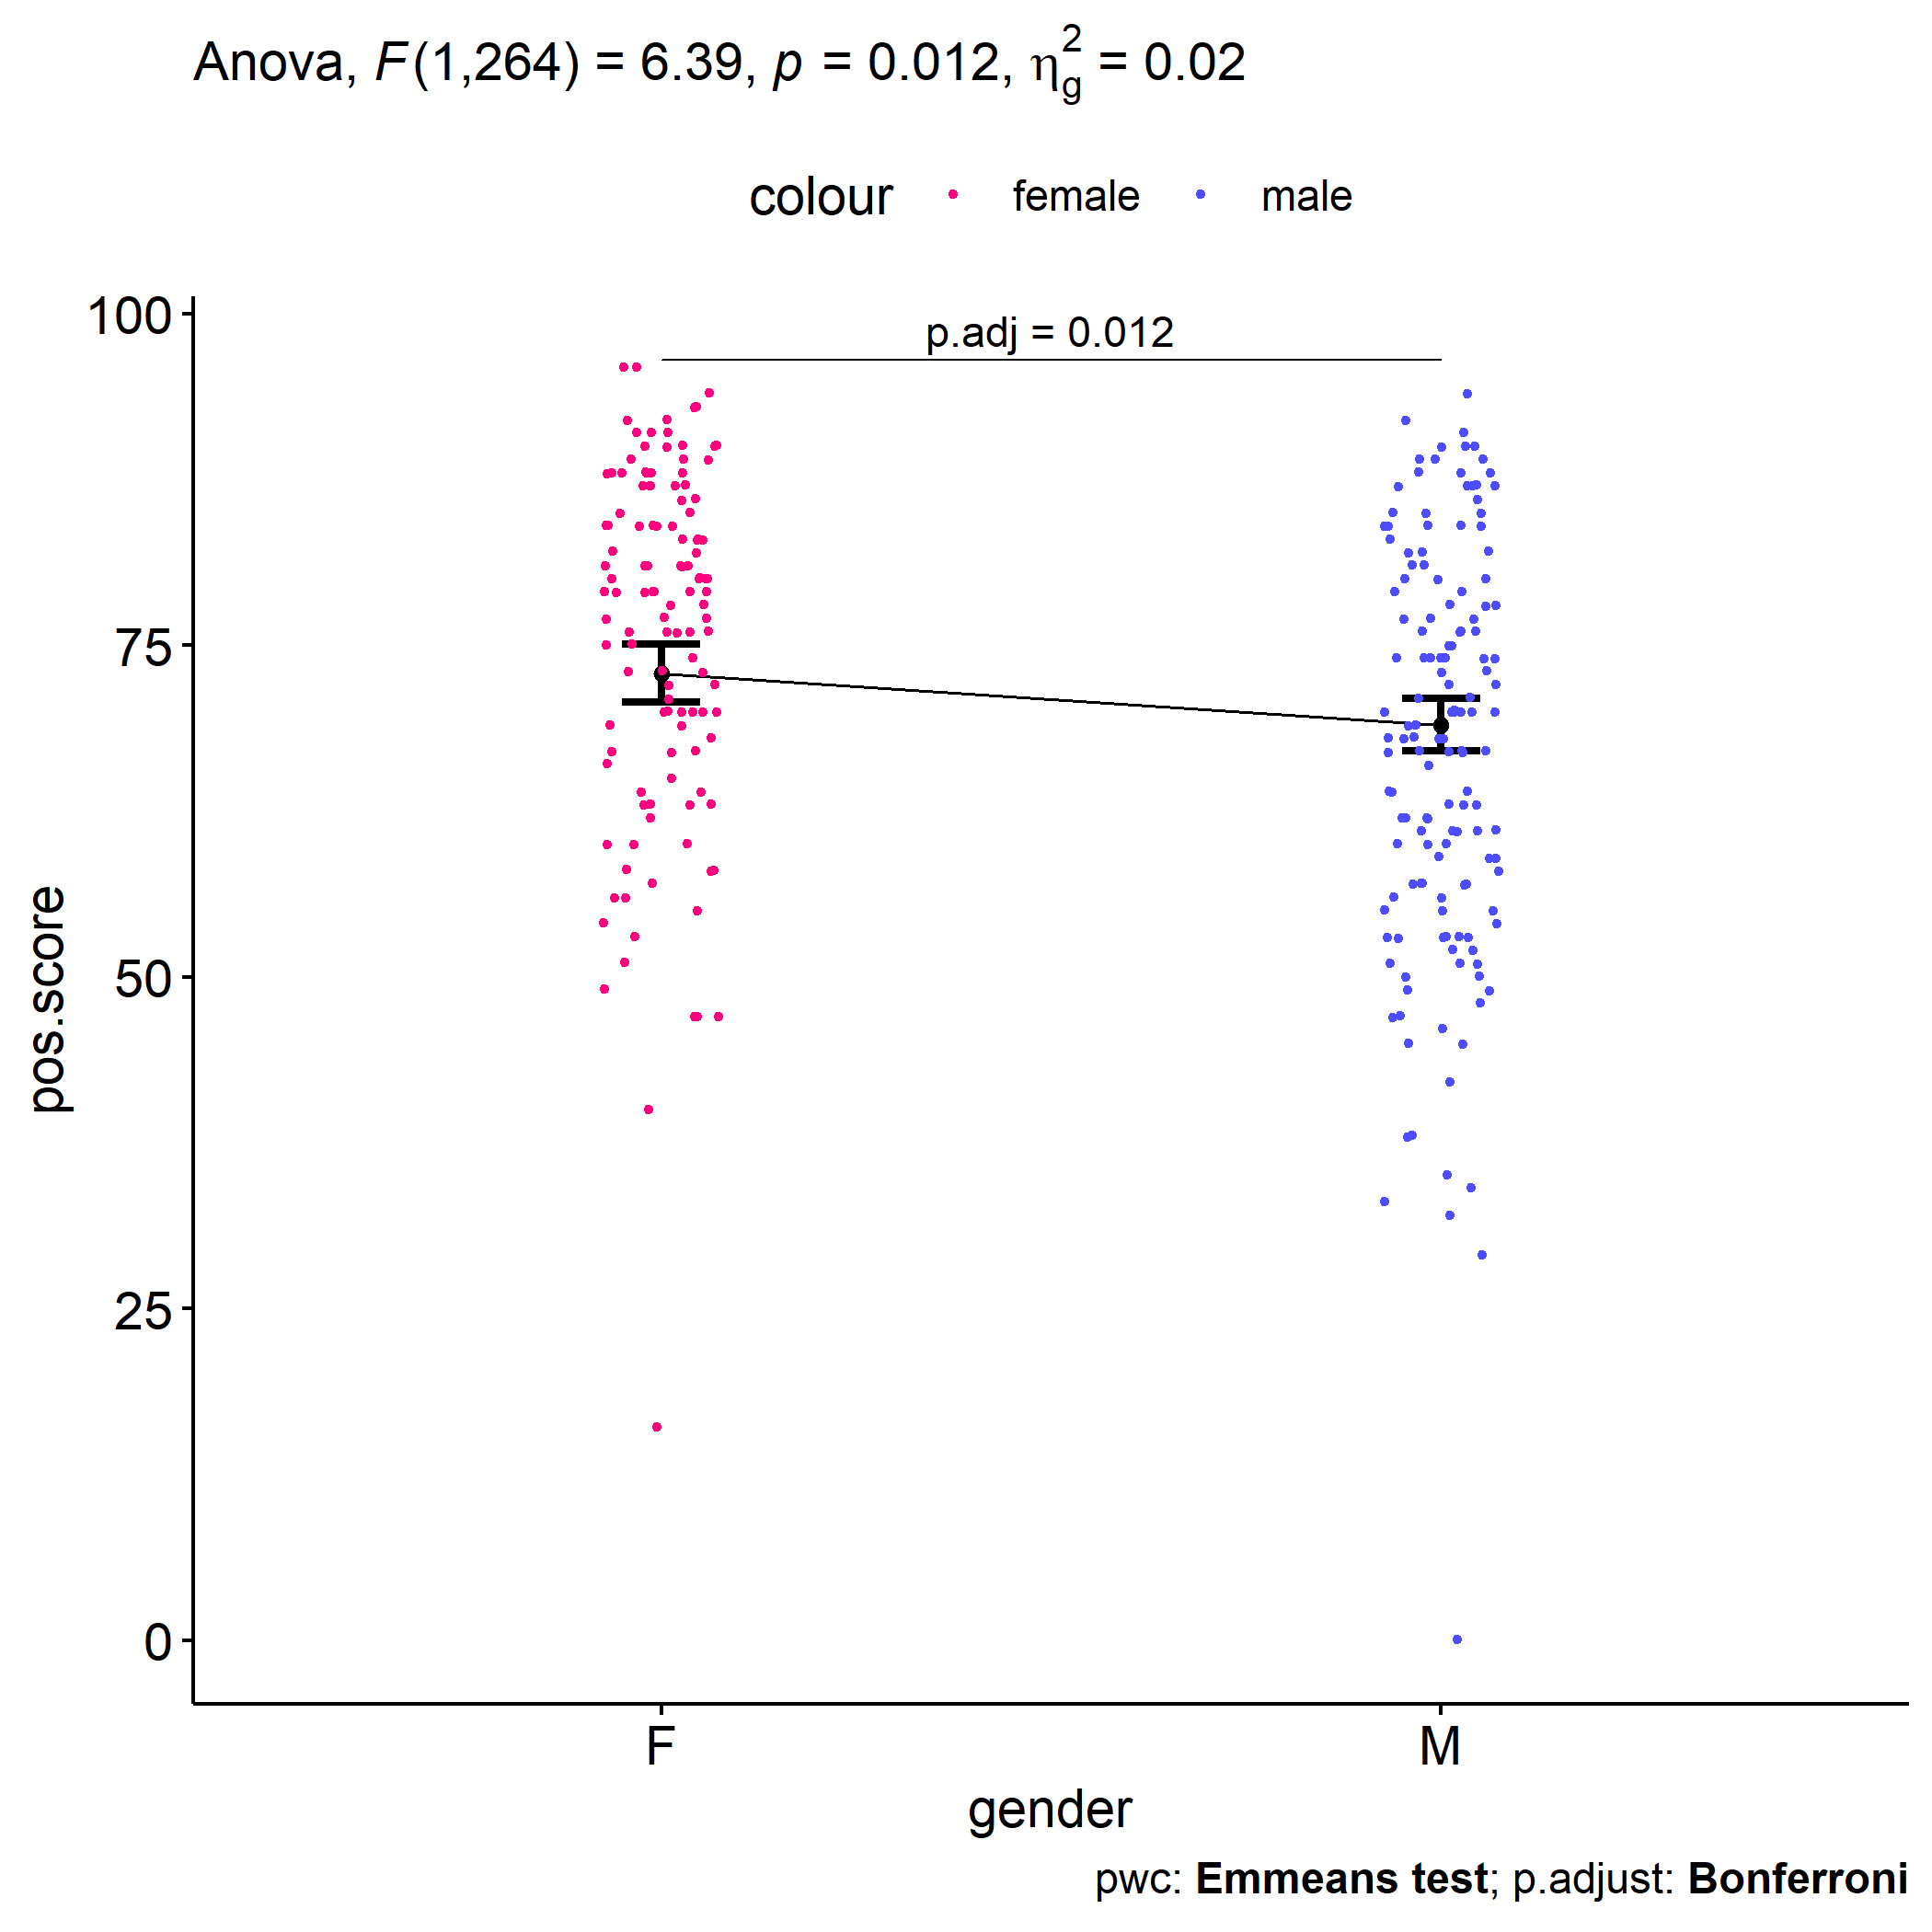 Anova, F(1,264) = 6.39, p = 0.012, η²g = 0.02
colour female male
100
p.adj = 0.012
75
50
25
0
pos.score
F M
gender
pwc: Emmeans test; p.adjust: Bonferroni